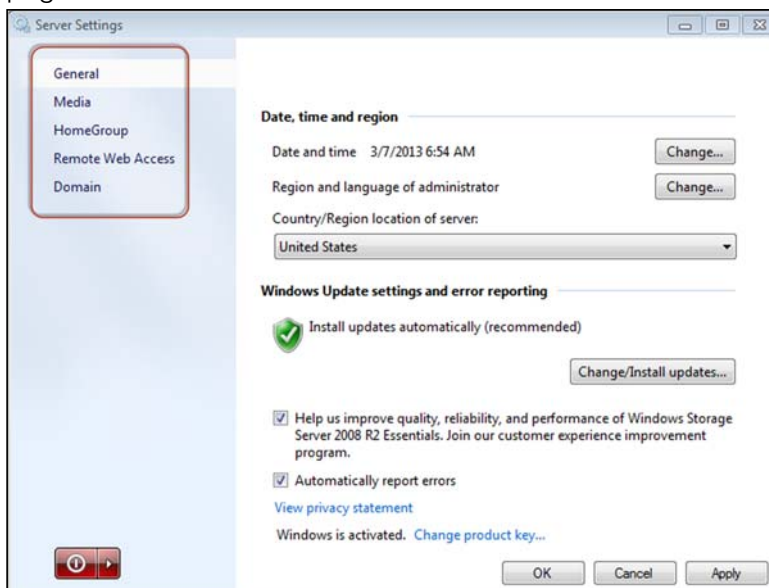 Server Settings
General
Media
HomeGroup
Remote Web Access
Domain
Date, time and region
Date and time 3/7/2013 6:54 AM
Change...
Region and language of administrator
Change...
Country/Region location of server:
United States
Windows Update settings and error reporting
Install updates automatically (recommended)
Change/Install updates...
Help us improve quality, reliability, and performance of Windows Storage
Server 2008 R2 Essentials. Join our customer experience improvement
program.
Automatically report errors
View privacy statement
Windows is activated. Change product key...
OK Cancel Apply